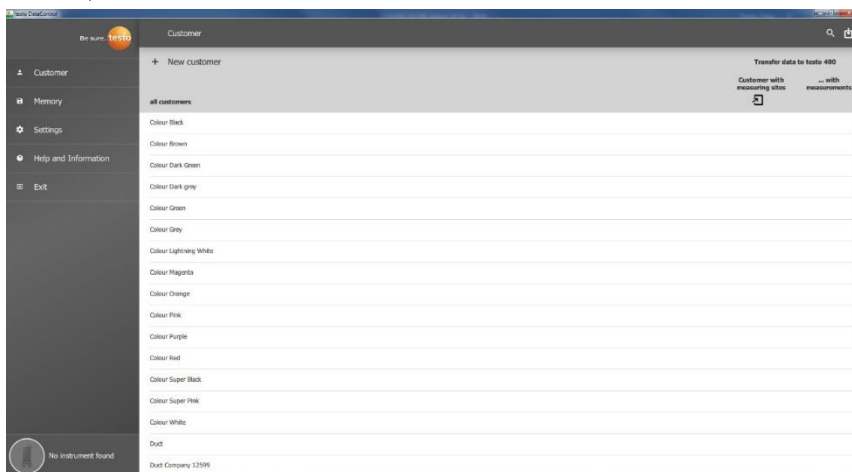 testo DataControl
Be sure. testo
Customer
Customer
Memory
Settings
Help and Information
Exit
No instrument found
+ New customer
Transfer data to testo 400
Customer with
measuring sites
... with
measurements
all customers
Colour Black
Colour Brown
Colour Dark Green
Colour Dark grey
Colour Green
Colour Grey
Colour Lightning White
Colour Magenta
Colour Orange
Colour Pink
Colour Purple
Colour Red
Colour Super Black
Colour Super Pink
Colour White
Duct
Duct Company 12599